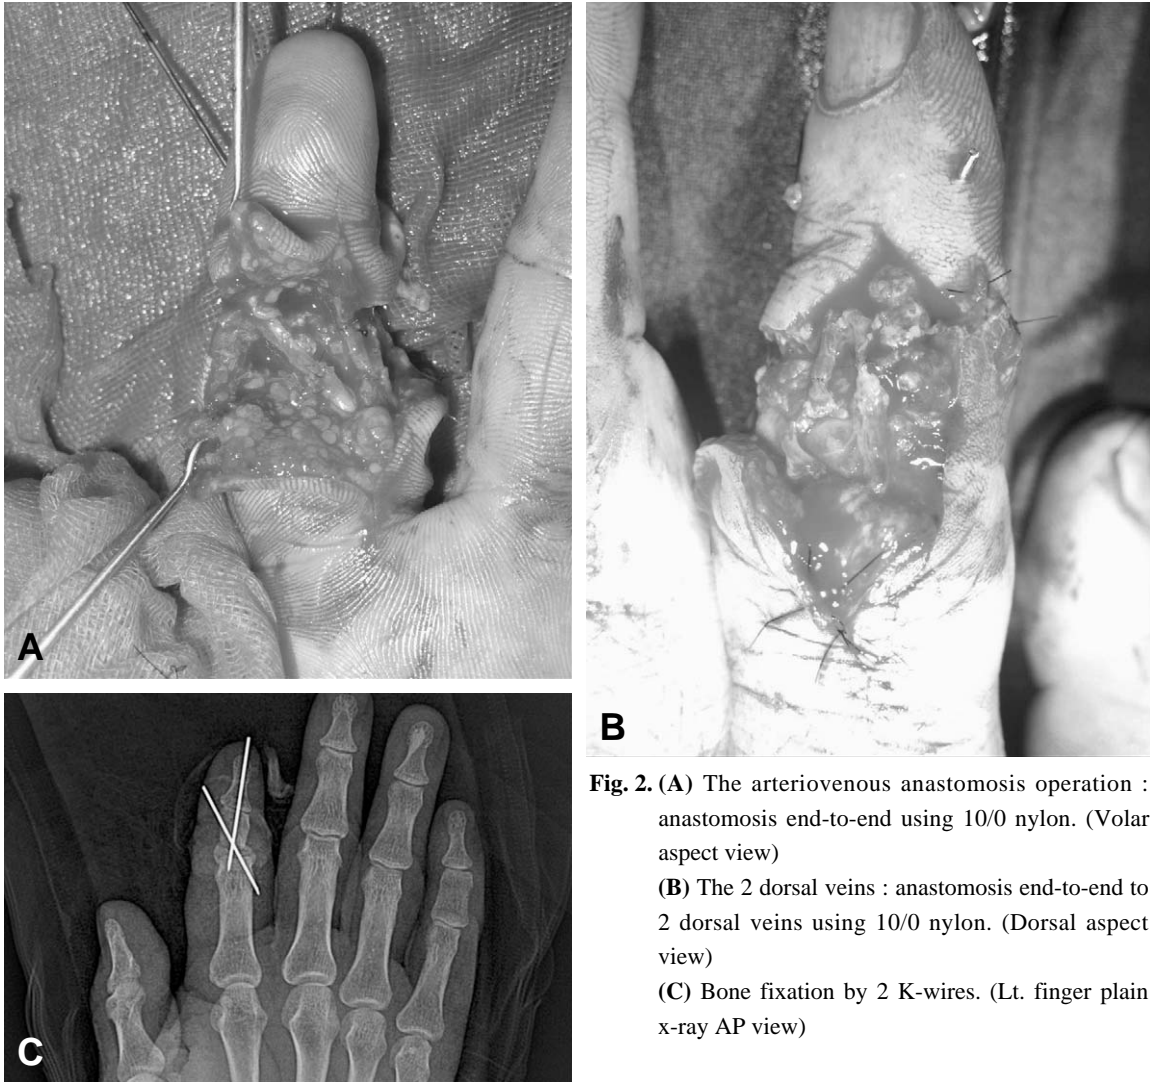 A
B
C
Fig. 2. (A) The arteriovenous anastomosis operation :
anastomosis end-to-end using 10/0 nylon. (Volar
aspect view)
(B) The 2 dorsal veins : anastomosis end-to-end to
2 dorsal veins using 10/0 nylon. (Dorsal aspect
view)
(C) Bone fixation by 2 K-wires. (Lt. finger plain
x-ray AP view)